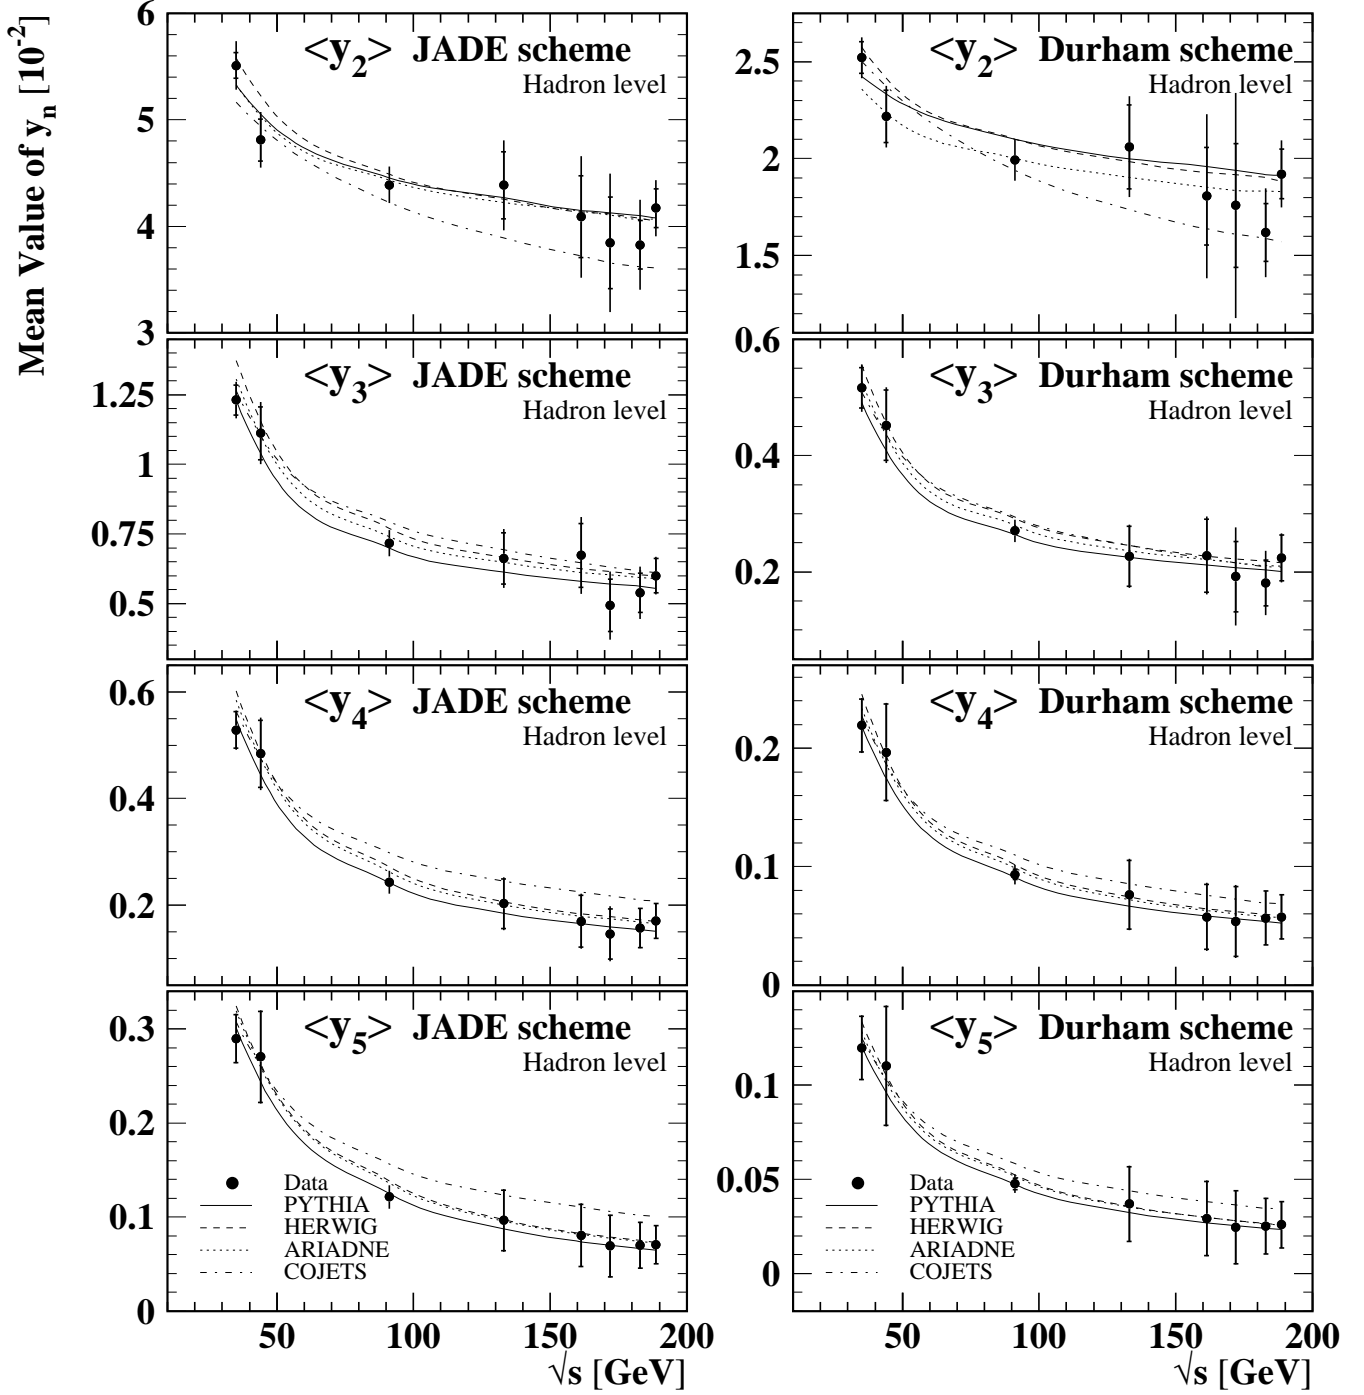 Mean Value of y_n [10^-2]
<y_2> JADE scheme
Hadron level
6
5
4
3
<y_2> Durham scheme
Hadron level
2.5
2
1.5
<y_3> JADE scheme
Hadron level
1.25
1
0.75
0.5
<y_3> Durham scheme
Hadron level
0.6
0.4
0.2
<y_4> JADE scheme
Hadron level
0.6
0.4
0.2
<y_4> Durham scheme
Hadron level
0.2
0.1
0
<y_5> JADE scheme
Hadron level
0.3
0.2
0.1
0
Data
PYTHIA
HERWIG
ARIADNE
COJETS
50 100 150 200
√s [GeV]
<y_5> Durham scheme
Hadron level
0.1
0.05
0
Data
PYTHIA
HERWIG
ARIADNE
COJETS
50 100 150 200
√s [GeV]